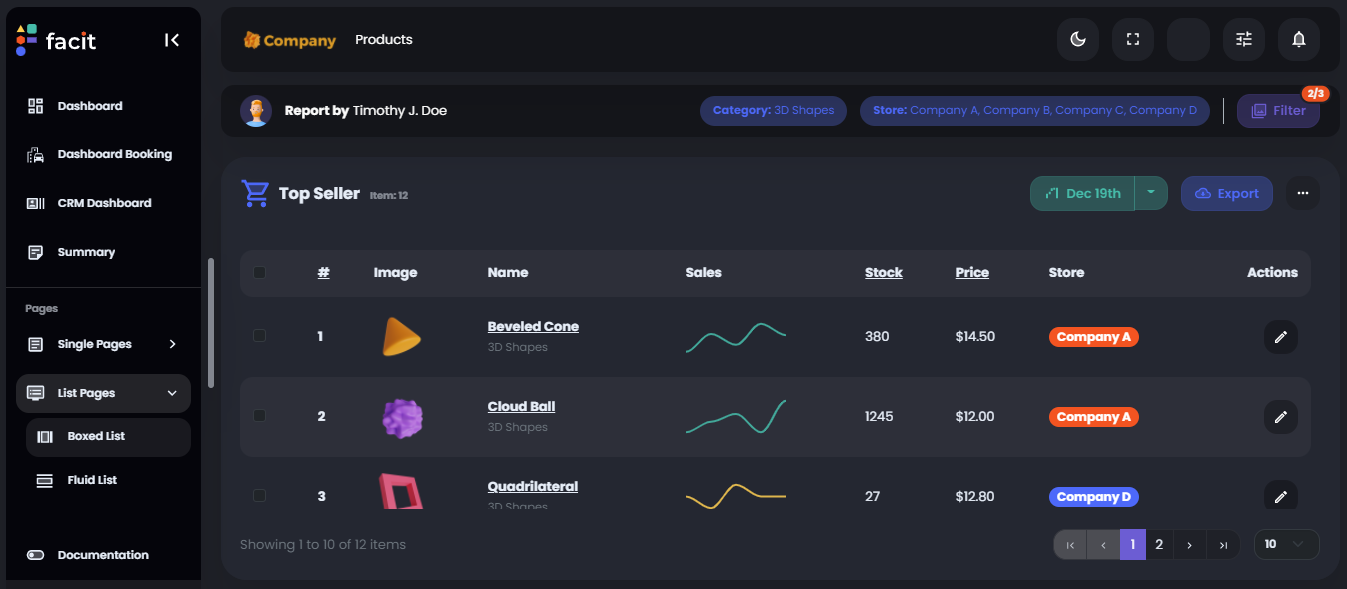 facit
Dashboard
Dashboard Booking
CRM Dashboard
Summary
Pages
Single Pages
List Pages
Boxed List
Fluid List
Documentation
Company Products
Report by Timothy J. Doe
Category: 3D Shapes
Store: Company A, Company B, Company C, Company D
Filter
2/3
Top Seller Item: 12
Dec 19th
Export
# Image Name Sales Stock Price Store Actions
1 Beveled Cone 380 $14.50 Company A
3D Shapes
2 Cloud Ball 1245 $12.00 Company A
3D Shapes
3 Quadrilateral 27 $12.80 Company D
3D Shapes
Showing 1 to 10 of 12 items
1 2
10